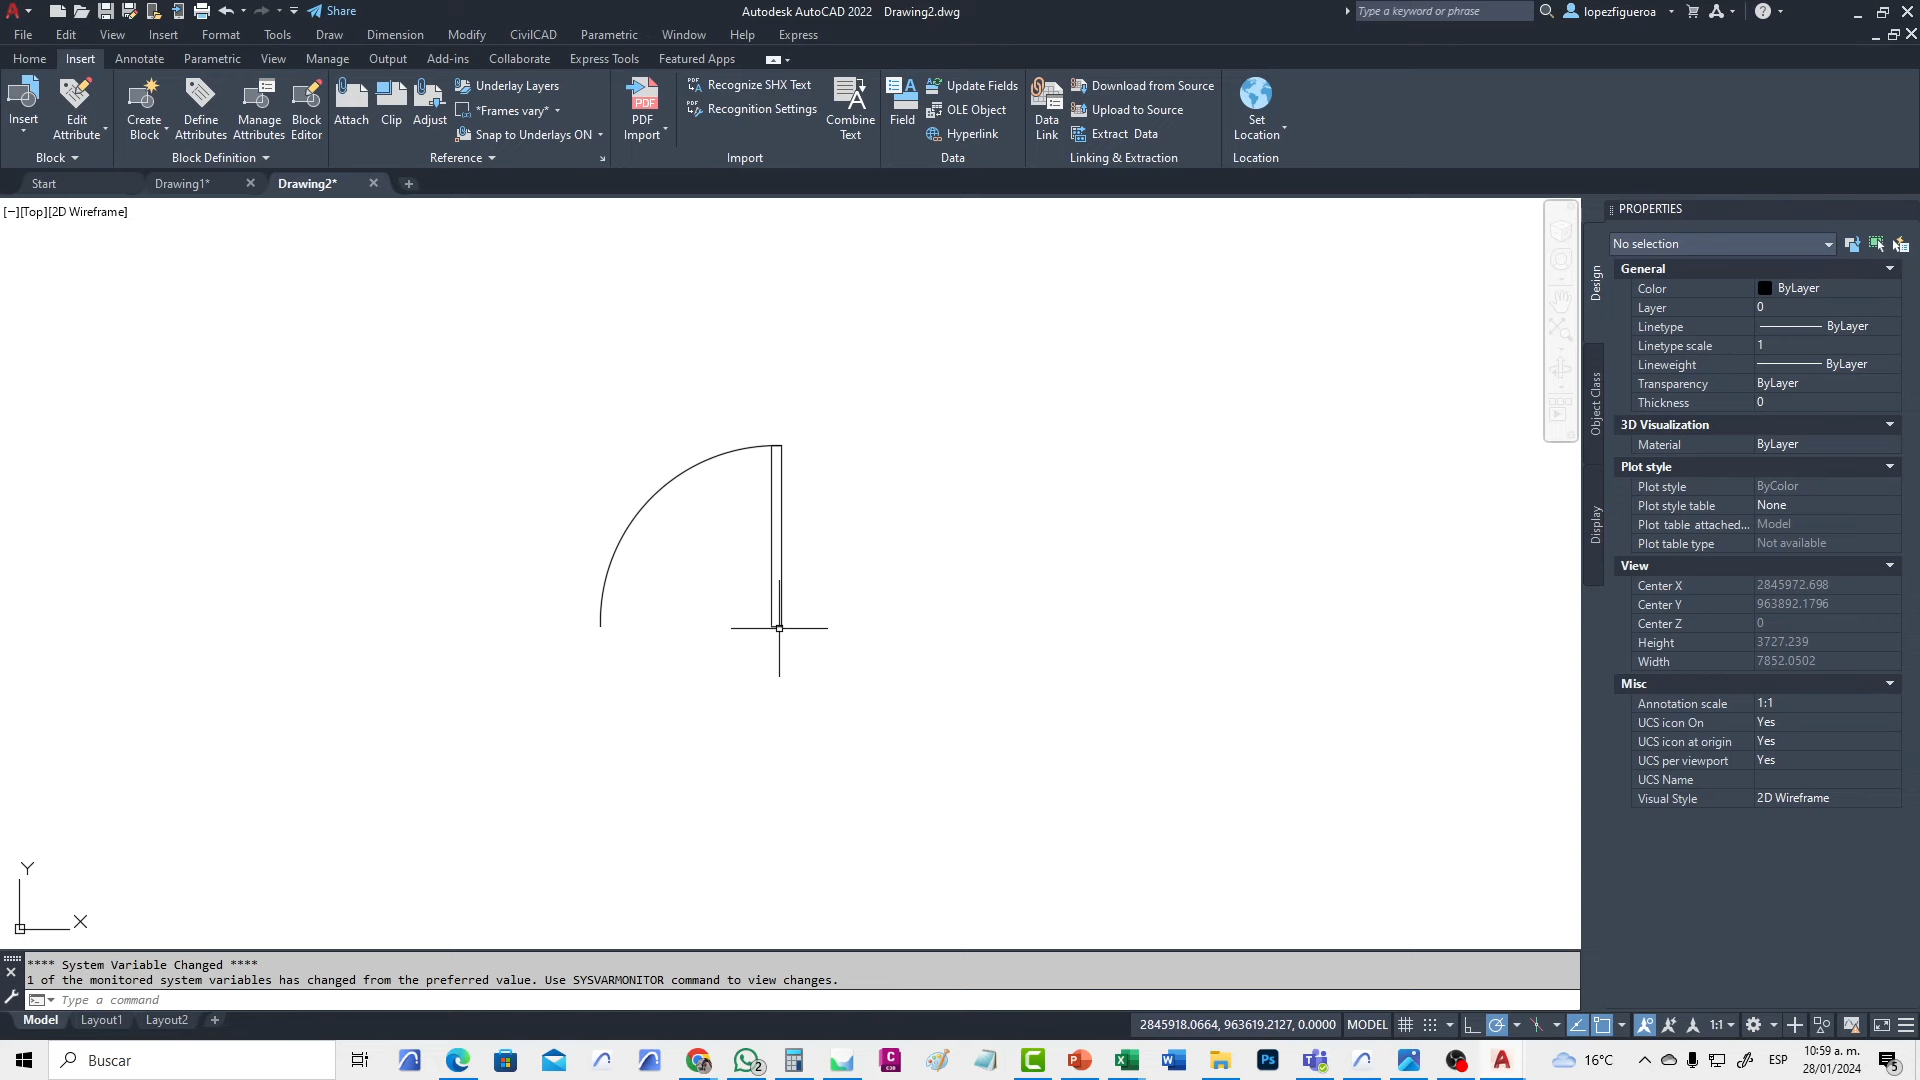 Share
Autodesk AutoCAD 2022   Drawing2.dwg
Type a keyword or phrase
lopezfigueroa
File Edit View Insert Format Tools Draw Dimension Modify CivilCAD Parametric Window Help Express
Home Insert Annotate Parametric View Manage Output Add-ins Collaborate Express Tools Featured Apps
Insert
Edit Attribute
Block
Create Block
Define Attributes
Manage Attributes
Block Editor
Block Definition
Attach
Clip
Adjust
Underlay Layers
*Frames vary*
Snap to Underlays ON
Reference
PDF
PDF Import
Recognize SHX Text
Recognition Settings
Combine Text
Import
Field
Update Fields
OLE Object
Hyperlink
Data
Data Link
Download from Source
Upload to Source
Extract Data
Linking & Extraction
Set Location
Location
Start
Drawing1*
Drawing2*
[−][Top][2D Wireframe]
PROPERTIES
No selection
Design
Object Class
Display
General
Color ByLayer
Layer 0
Linetype ByLayer
Linetype scale 1
Lineweight ByLayer
Transparency ByLayer
Thickness 0
3D Visualization
Material ByLayer
Plot style
Plot style ByColor
Plot style table None
Plot table attached... Model
Plot table type Not available
View
Center X 2845972.698
Center Y 963892.1796
Center Z 0
Height 3727.239
Width 7852.0502
Misc
Annotation scale 1:1
UCS icon On Yes
UCS icon at origin Yes
UCS per viewport Yes
UCS Name
Visual Style 2D Wireframe
Y
X
**** System Variable Changed ****
1 of the monitored system variables has changed from the preferred value. Use SYSVARMONITOR command to view changes.
Type a command
Model Layout1 Layout2
2845918.0664, 963619.2127, 0.0000 MODEL
1:1
Buscar
2
16°C
ESP
10:59 a. m.
28/01/2024
5